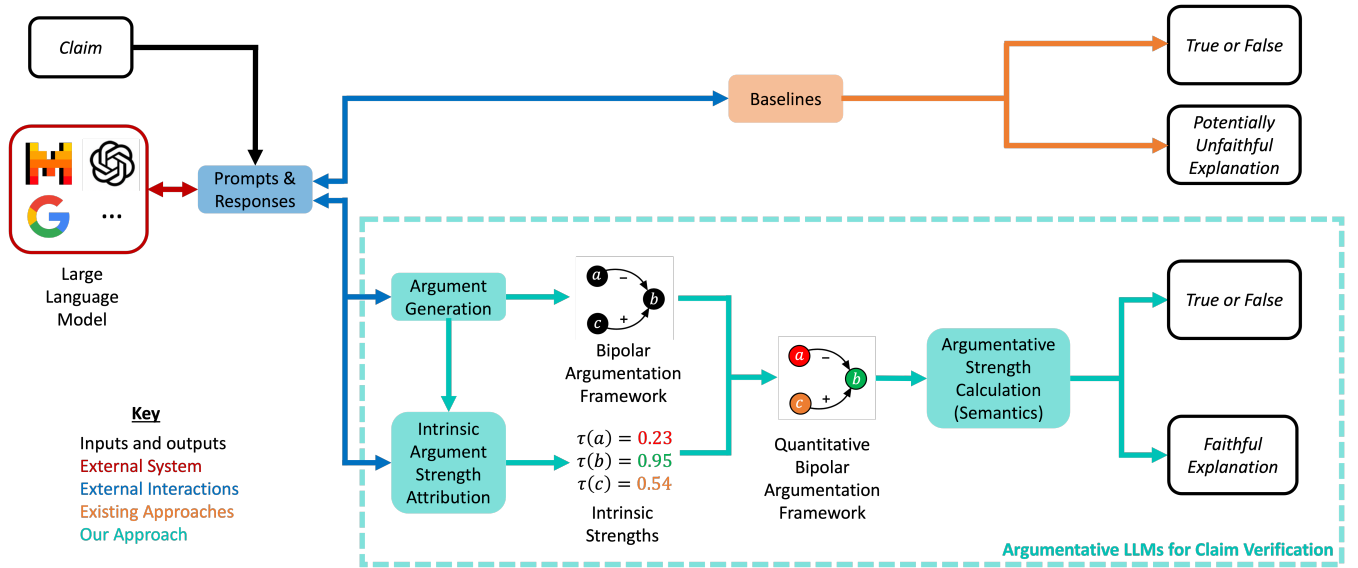 Claim
Large
Language
Model
...
Prompts &
Responses
Baselines
True or False
Potentially
Unfaithful
Explanation
Argument
Generation
a
−
b
c
+
Bipolar
Argumentation
Framework
Intrinsic
Argument
Strength
Attribution
τ(a) = 0.23
τ(b) = 0.95
τ(c) = 0.54
Intrinsic
Strengths
a
−
b
c
+
Quantitative
Bipolar
Argumentation
Framework
Argumentative
Strength
Calculation
(Semantics)
True or False
Faithful
Explanation
Key
Inputs and outputs
External System
External Interactions
Existing Approaches
Our Approach
Argumentative LLMs for Claim Verification